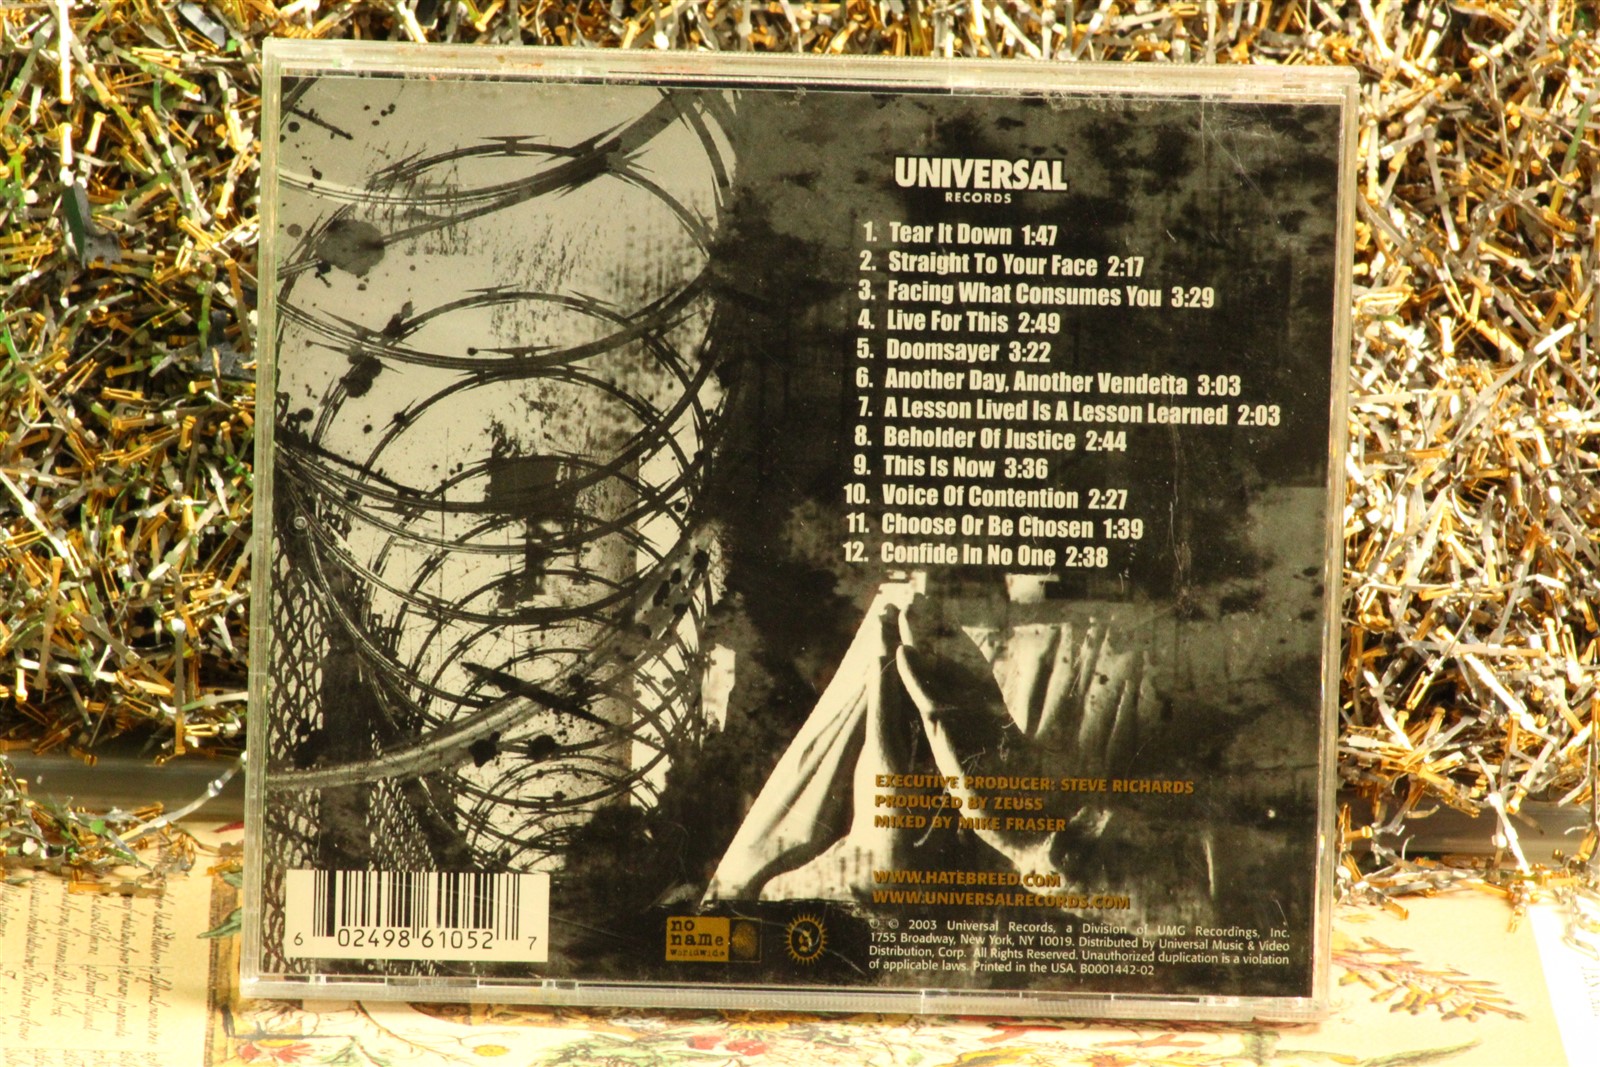 UNIVERSAL
RECORDS
1. Tear It Down 1:47
2. Straight To Your Face 2:17
3. Facing What Consumes You 3:29
4. Live For This 2:49
5. Doomsayer 3:22
6. Another Day, Another Vendetta 3:03
7. A Lesson Lived Is A Lesson Learned 2:03
8. Beholder Of Justice 2:44
9. This Is Now 3:36
10. Voice Of Contention 2:27
11. Choose Or Be Chosen 1:39
12. Confide In No One 2:38
EXECUTIVE PRODUCER: STEVE RICHARDS
PRODUCED BY ZEUSS
MIXED BY MIKE FRASER
WWW.HATEBREED.COM
WWW.UNIVERSALRECORDS.COM
6 02498 61052 7
no
name
worldwide
℗ © 2003 Universal Records, a Division of UMG Recordings, Inc.
1755 Broadway, New York, NY 10019. Distributed by Universal Music & Video
Distribution, Corp. All Rights Reserved. Unauthorized duplication is a violation
of applicable laws. Printed in the USA. B0001442-02